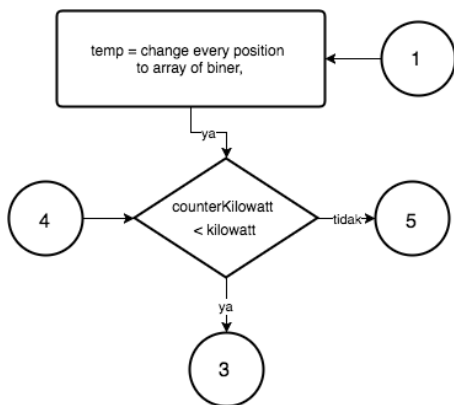 temp = change every position
to array of biner,
1
ya
4
counterKilowatt
< kilowatt
tidak
5
ya
3